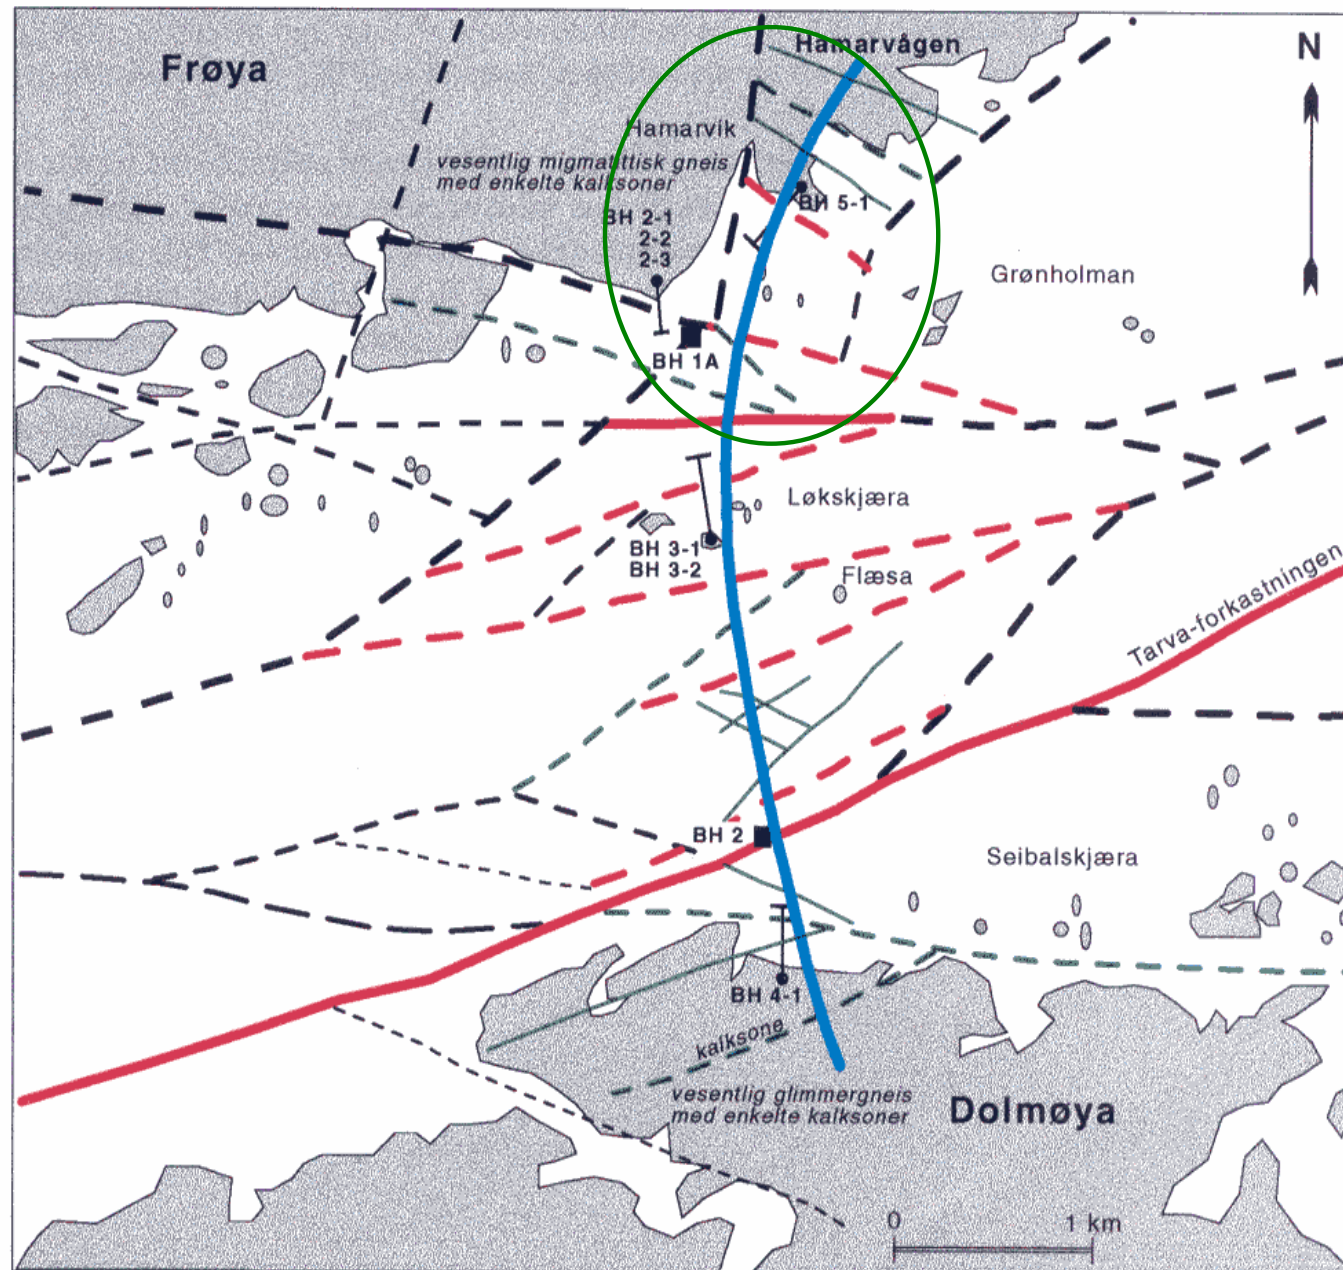 Hamarvågen
N
Frøya
Hamarvik
vesentlig migmatittisk gneis
med enkelte kalksoner
BH 5-1
BH 2-1
2-2
2-3
Grønholman
BH 1A
Løkskjæra
BH 3-1
BH 3-2
Flæsa
Tarva-forkastningen
BH 2
Seibalskjæra
BH 4-1
kalksone
vesentlig glimmergneis
med enkelte kalksoner
Dolmøya
0 1 km